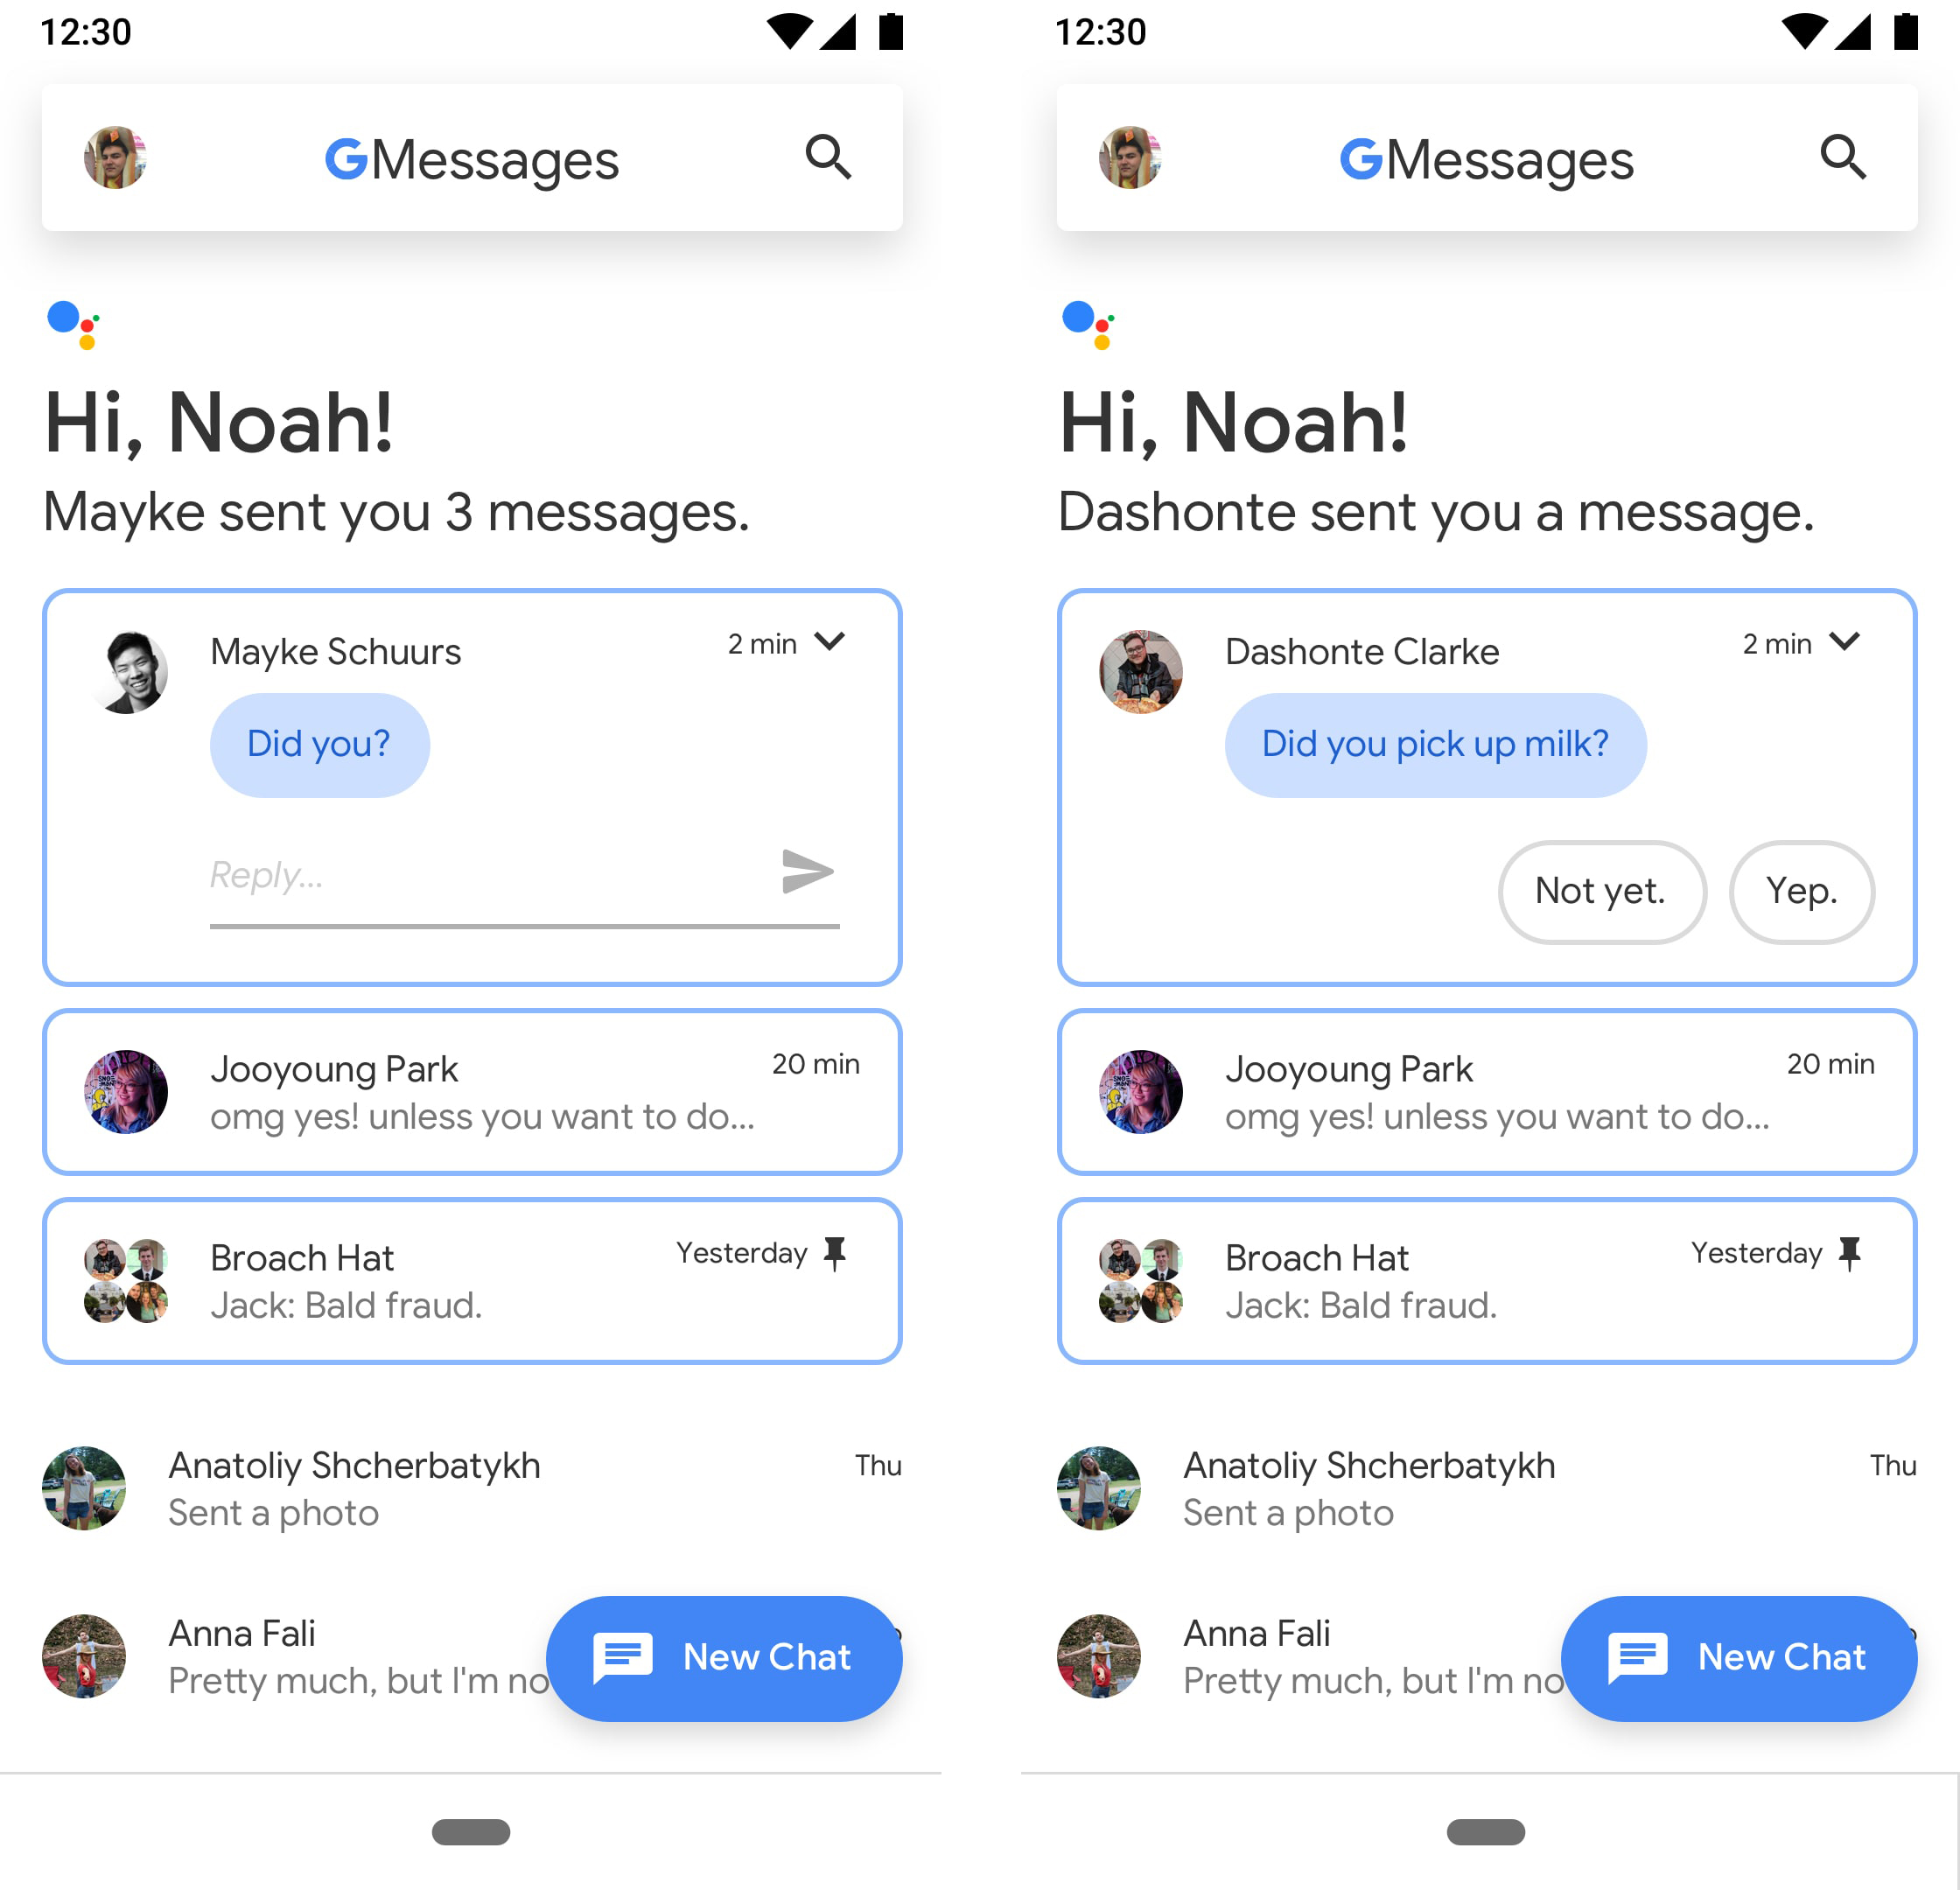 12:30
GMessages
Hi, Noah!
Mayke sent you 3 messages.
Mayke Schuurs
2 min
Did you?
Reply...
Jooyoung Park
20 min
omg yes! unless you want to do...
Broach Hat
Yesterday
Jack: Bald fraud.
Anatoliy Shcherbatykh
Thu
Sent a photo
Anna Fali
Pretty much, but I'm no
New Chat
12:30
GMessages
Hi, Noah!
Dashonte sent you a message.
Dashonte Clarke
2 min
Did you pick up milk?
Not yet.
Yep.
Jooyoung Park
20 min
omg yes! unless you want to do...
Broach Hat
Yesterday
Jack: Bald fraud.
Anatoliy Shcherbatykh
Thu
Sent a photo
Anna Fali
Pretty much, but I'm no
New Chat